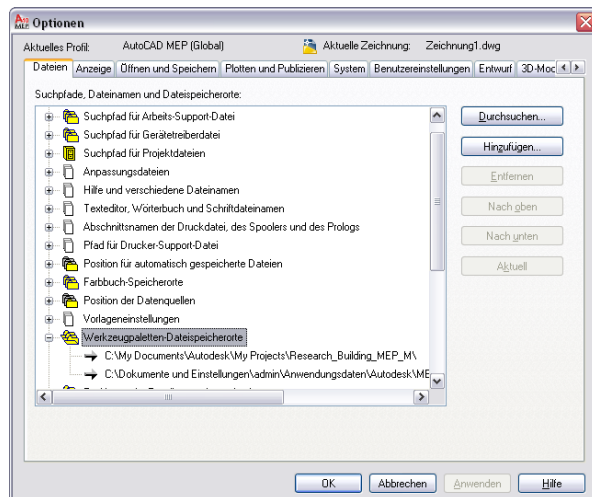 Optionen
Aktuelles Profil: AutoCAD MEP (Global) Aktuelle Zeichnung: Zeichnung1.dwg
Dateien Anzeige Öffnen und Speichern Plotten und Publizieren System Benutzereinstellungen Entwurf 3D-Mod
Suchpfade, Dateinamen und Dateispeicherorte:
Suchpfad für Arbeits-Support-Datei
Suchpfad für Gerätetreiberdatei
Suchpfad für Projektdateien
Anpassungsdateien
Hilfe und verschiedene Dateinamen
Texteditor, Wörterbuch und Schriftdateinamen
Abschnittsnamen der Druckdatei, des Spoolers und des Prologs
Pfad für Drucker-Support-Datei
Position für automatisch gespeicherte Dateien
Farbbuch-Speicherorte
Position der Datenquellen
Vorlageneinstellungen
Werkzeugpaletten-Dateispeicherorte
C:\My Documents\Autodesk\My Projects\Research_Building_MEP_M\
C:\Dokumente und Einstellungen\admin\Anwendungsdaten\Autodesk\ME
Durchsuchen...
Hinzufügen...
Entfernen
Nach oben
Nach unten
Aktuell
OK Abbrechen Anwenden Hilfe